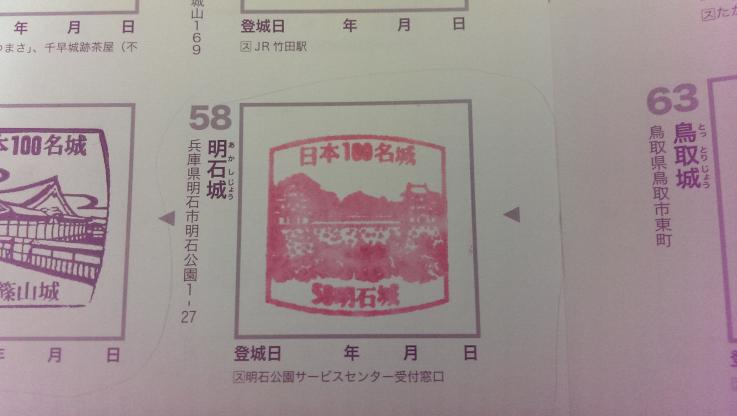 城山169
年 月 日
まさ」、千早城跡茶屋（不
登城日 年 月 日
ス JR竹田駅
本100名城
篠山城
年 月 日
58
明石城
あかしじょう
兵庫県明石市明石公園1-27
日本100名城
58明石城
登城日 年 月 日
ス 明石公園サービスセンター受付窓口
63
鳥取城
とっとりじょう
鳥取県鳥取市東町